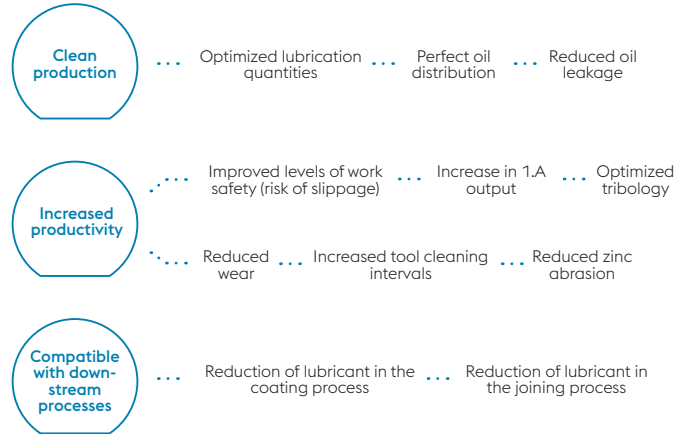 Clean
production
Optimized lubrication
quantities
Perfect oil
distribution
Reduced oil
leakage
Increased
productivity
Improved levels of work
safety (risk of slippage)
Increase in 1.A
output
Optimized
tribology
Reduced
wear
Increased tool cleaning
intervals
Reduced zinc
abrasion
Compatible
with down-
stream
processes
Reduction of lubricant in the
coating process
Reduction of lubricant in
the joining process